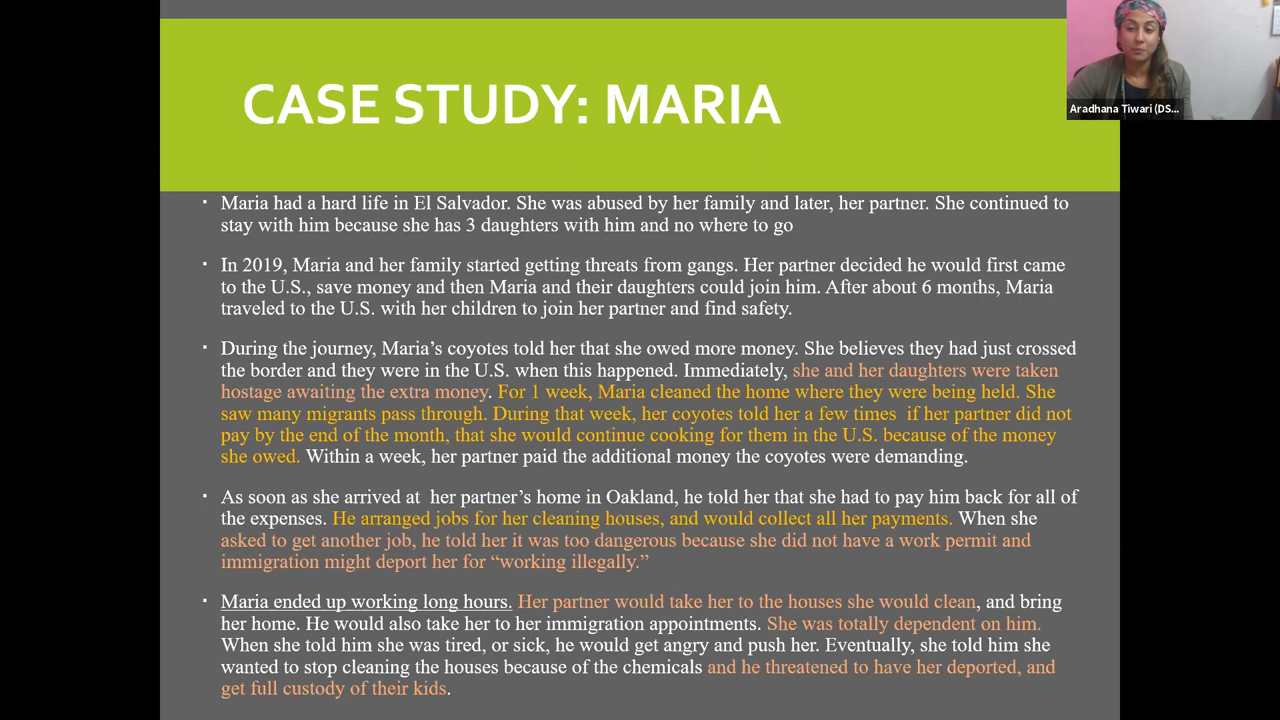 CASE STUDY: MARIA
Aradhana Tiwari (DS...
▪ Maria had a hard life in El Salvador. She was abused by her family and later, her partner. She continued to
stay with him because she has 3 daughters with him and no where to go
▪ In 2019, Maria and her family started getting threats from gangs. Her partner decided he would first came
to the U.S., save money and then Maria and their daughters could join him. After about 6 months, Maria
traveled to the U.S. with her children to join her partner and find safety.
▪ During the journey, Maria’s coyotes told her that she owed more money. She believes they had just crossed
the border and they were in the U.S. when this happened. Immediately, she and her daughters were taken
hostage awaiting the extra money. For 1 week, Maria cleaned the home where they were being held. She
saw many migrants pass through. During that week, her coyotes told her a few times if her partner did not
pay by the end of the month, that she would continue cooking for them in the U.S. because of the money
she owed. Within a week, her partner paid the additional money the coyotes were demanding.
▪ As soon as she arrived at her partner’s home in Oakland, he told her that she had to pay him back for all of
the expenses. He arranged jobs for her cleaning houses, and would collect all her payments. When she
asked to get another job, he told her it was too dangerous because she did not have a work permit and
immigration might deport her for “working illegally.”
▪ Maria ended up working long hours. Her partner would take her to the houses she would clean, and bring
her home. He would also take her to her immigration appointments. She was totally dependent on him.
When she told him she was tired, or sick, he would get angry and push her. Eventually, she told him she
wanted to stop cleaning the houses because of the chemicals and he threatened to have her deported, and
get full custody of their kids.